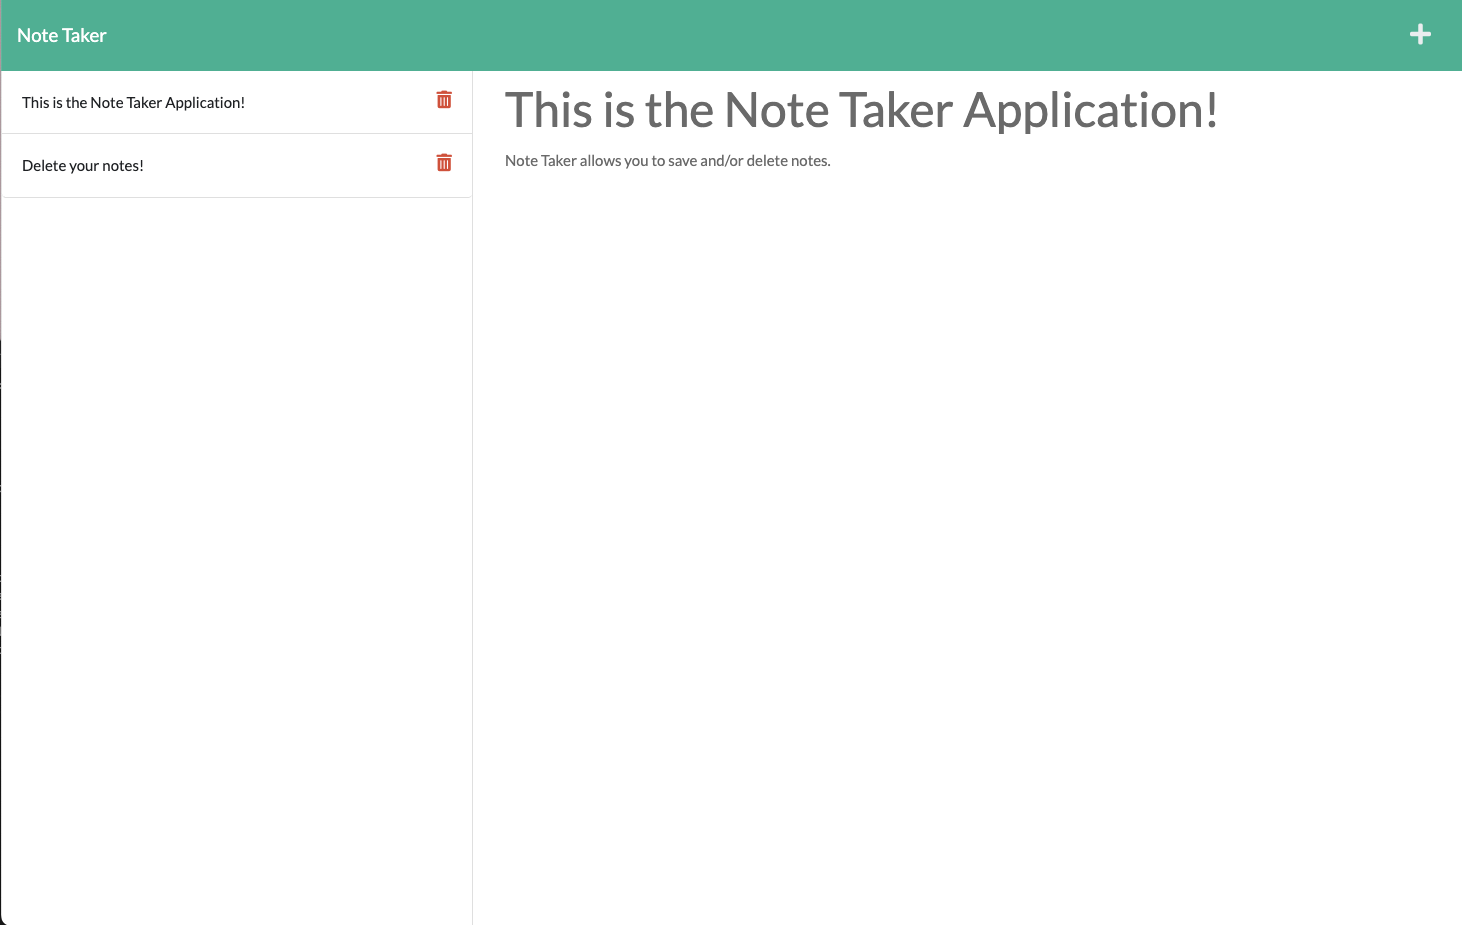 Note Taker
This is the Note Taker Application!
Delete your notes!
This is the Note Taker Application!
Note Taker allows you to save and/or delete notes.